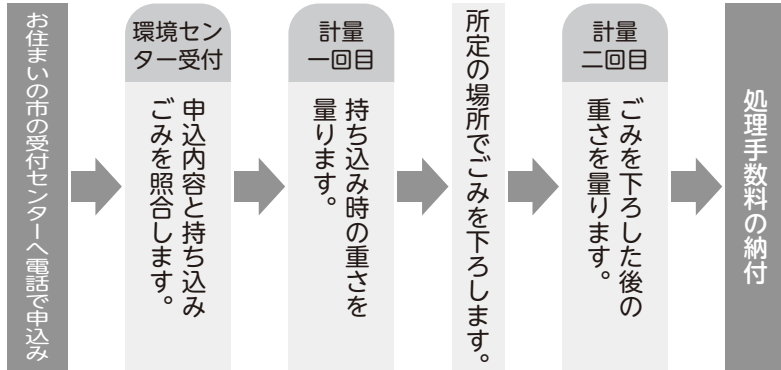 お住まいの市の受付センターへ電話で申込み
環境セン
ター受付
申込内容と持ち込み
ごみを照合します。
計量
一回目
持ち込み時の重さを
量ります。
所定の場所でごみを下ろします。
計量
二回目
ごみを下ろした後の
重さを量ります。
処理手数料の納付